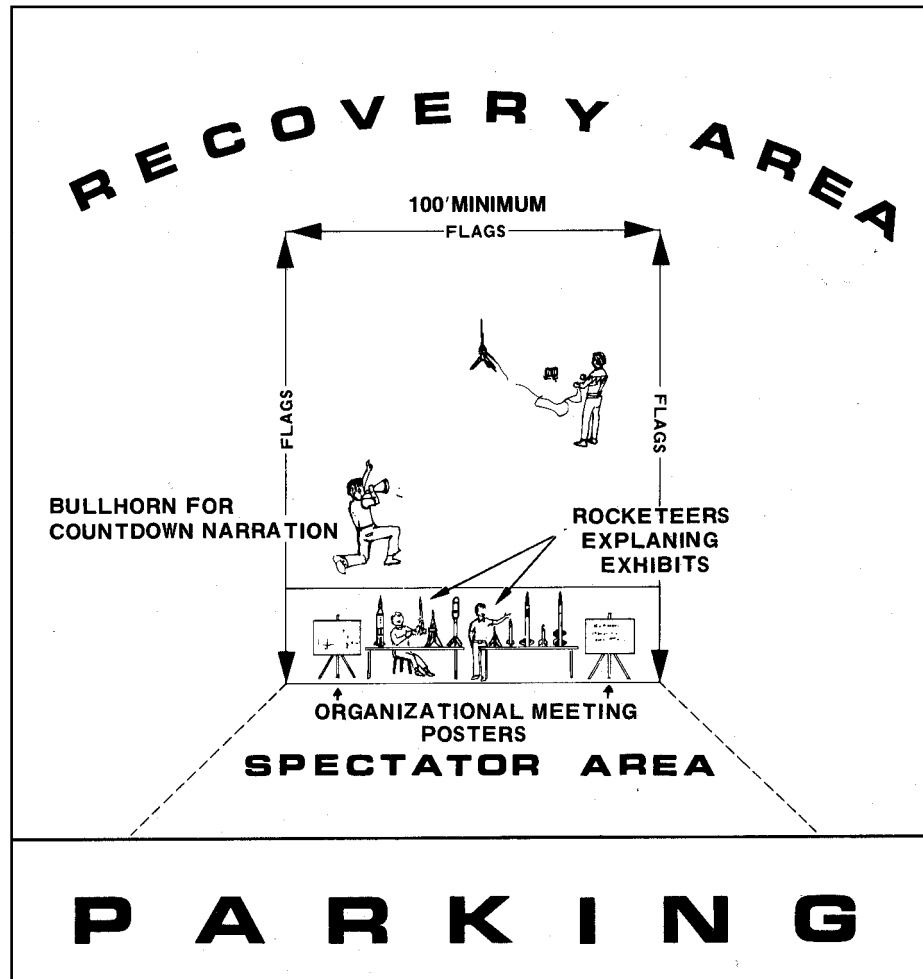 RECOVERY AREA
100' MINIMUM
FLAGS
FLAGS
FLAGS
BULLHORN FOR
COUNTDOWN NARRATION
ROCKETEERS
EXPLANING
EXHIBITS
ORGANIZATIONAL MEETING
POSTERS
SPECTATOR AREA
PARKING